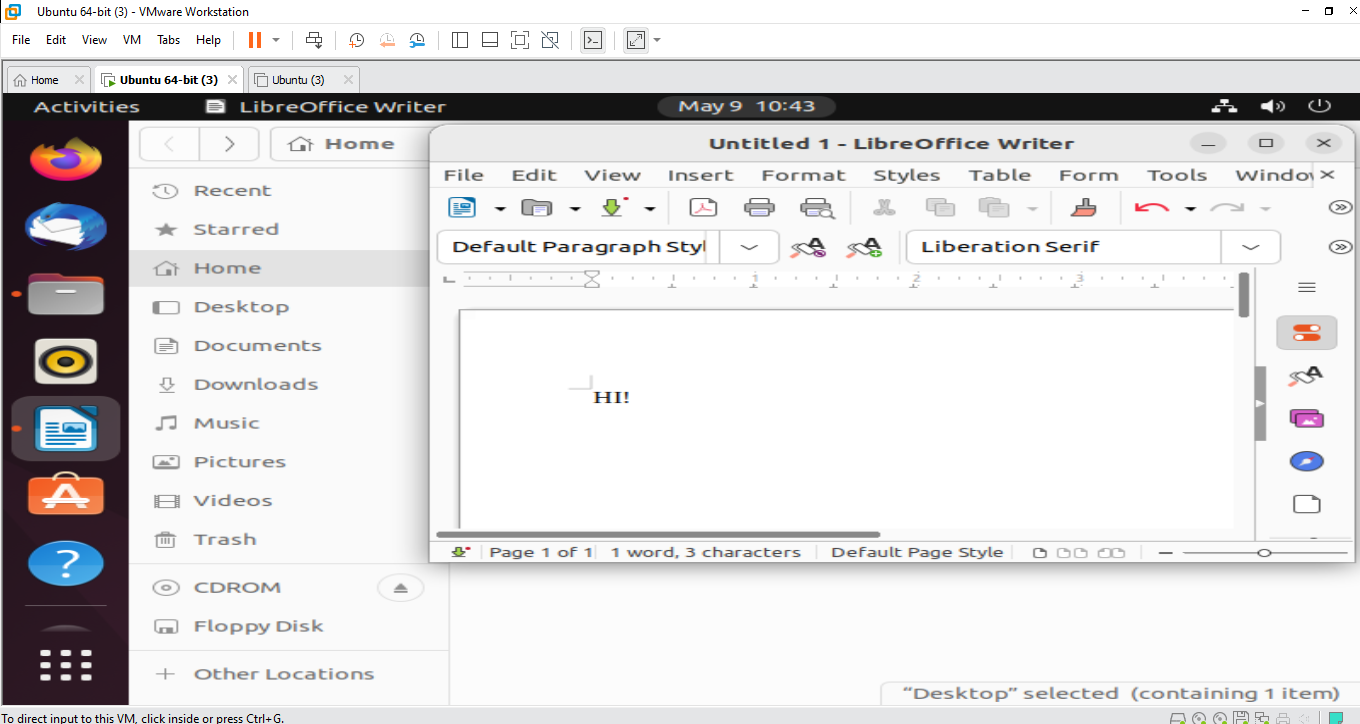 Ubuntu 64-bit (3) - VMware Workstation
File Edit View VM Tabs Help
Home Ubuntu 64-bit (3) Ubuntu (3)
Activities LibreOffice Writer May 9 10:43
Home
Recent
Starred
Home
Desktop
Documents
Downloads
Music
Pictures
Videos
Trash
CDROM
Floppy Disk
Other Locations
Untitled 1 - LibreOffice Writer
File Edit View Insert Format Styles Table Form Tools Windo
Default Paragraph Styl Liberation Serif
1 2 3
HI!
Page 1 of 1 1 word, 3 characters Default Page Style
“Desktop” selected (containing 1 item)
To direct input to this VM, click inside or press Ctrl+G.